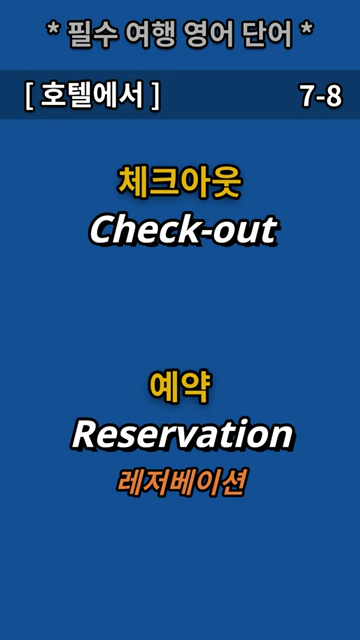 * 필수 여행 영어 단어 *
[ 호텔에서 ] 7-8
체크아웃
Check-out
예약
Reservation
레저베이션